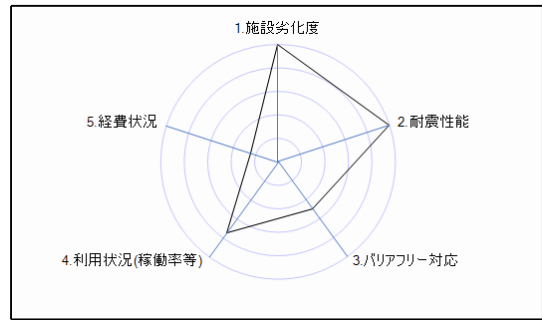 1.施設劣化度
5.経費状況
2.耐震性能
4.利用状況(稼働率等)
3.バリアフリー対応